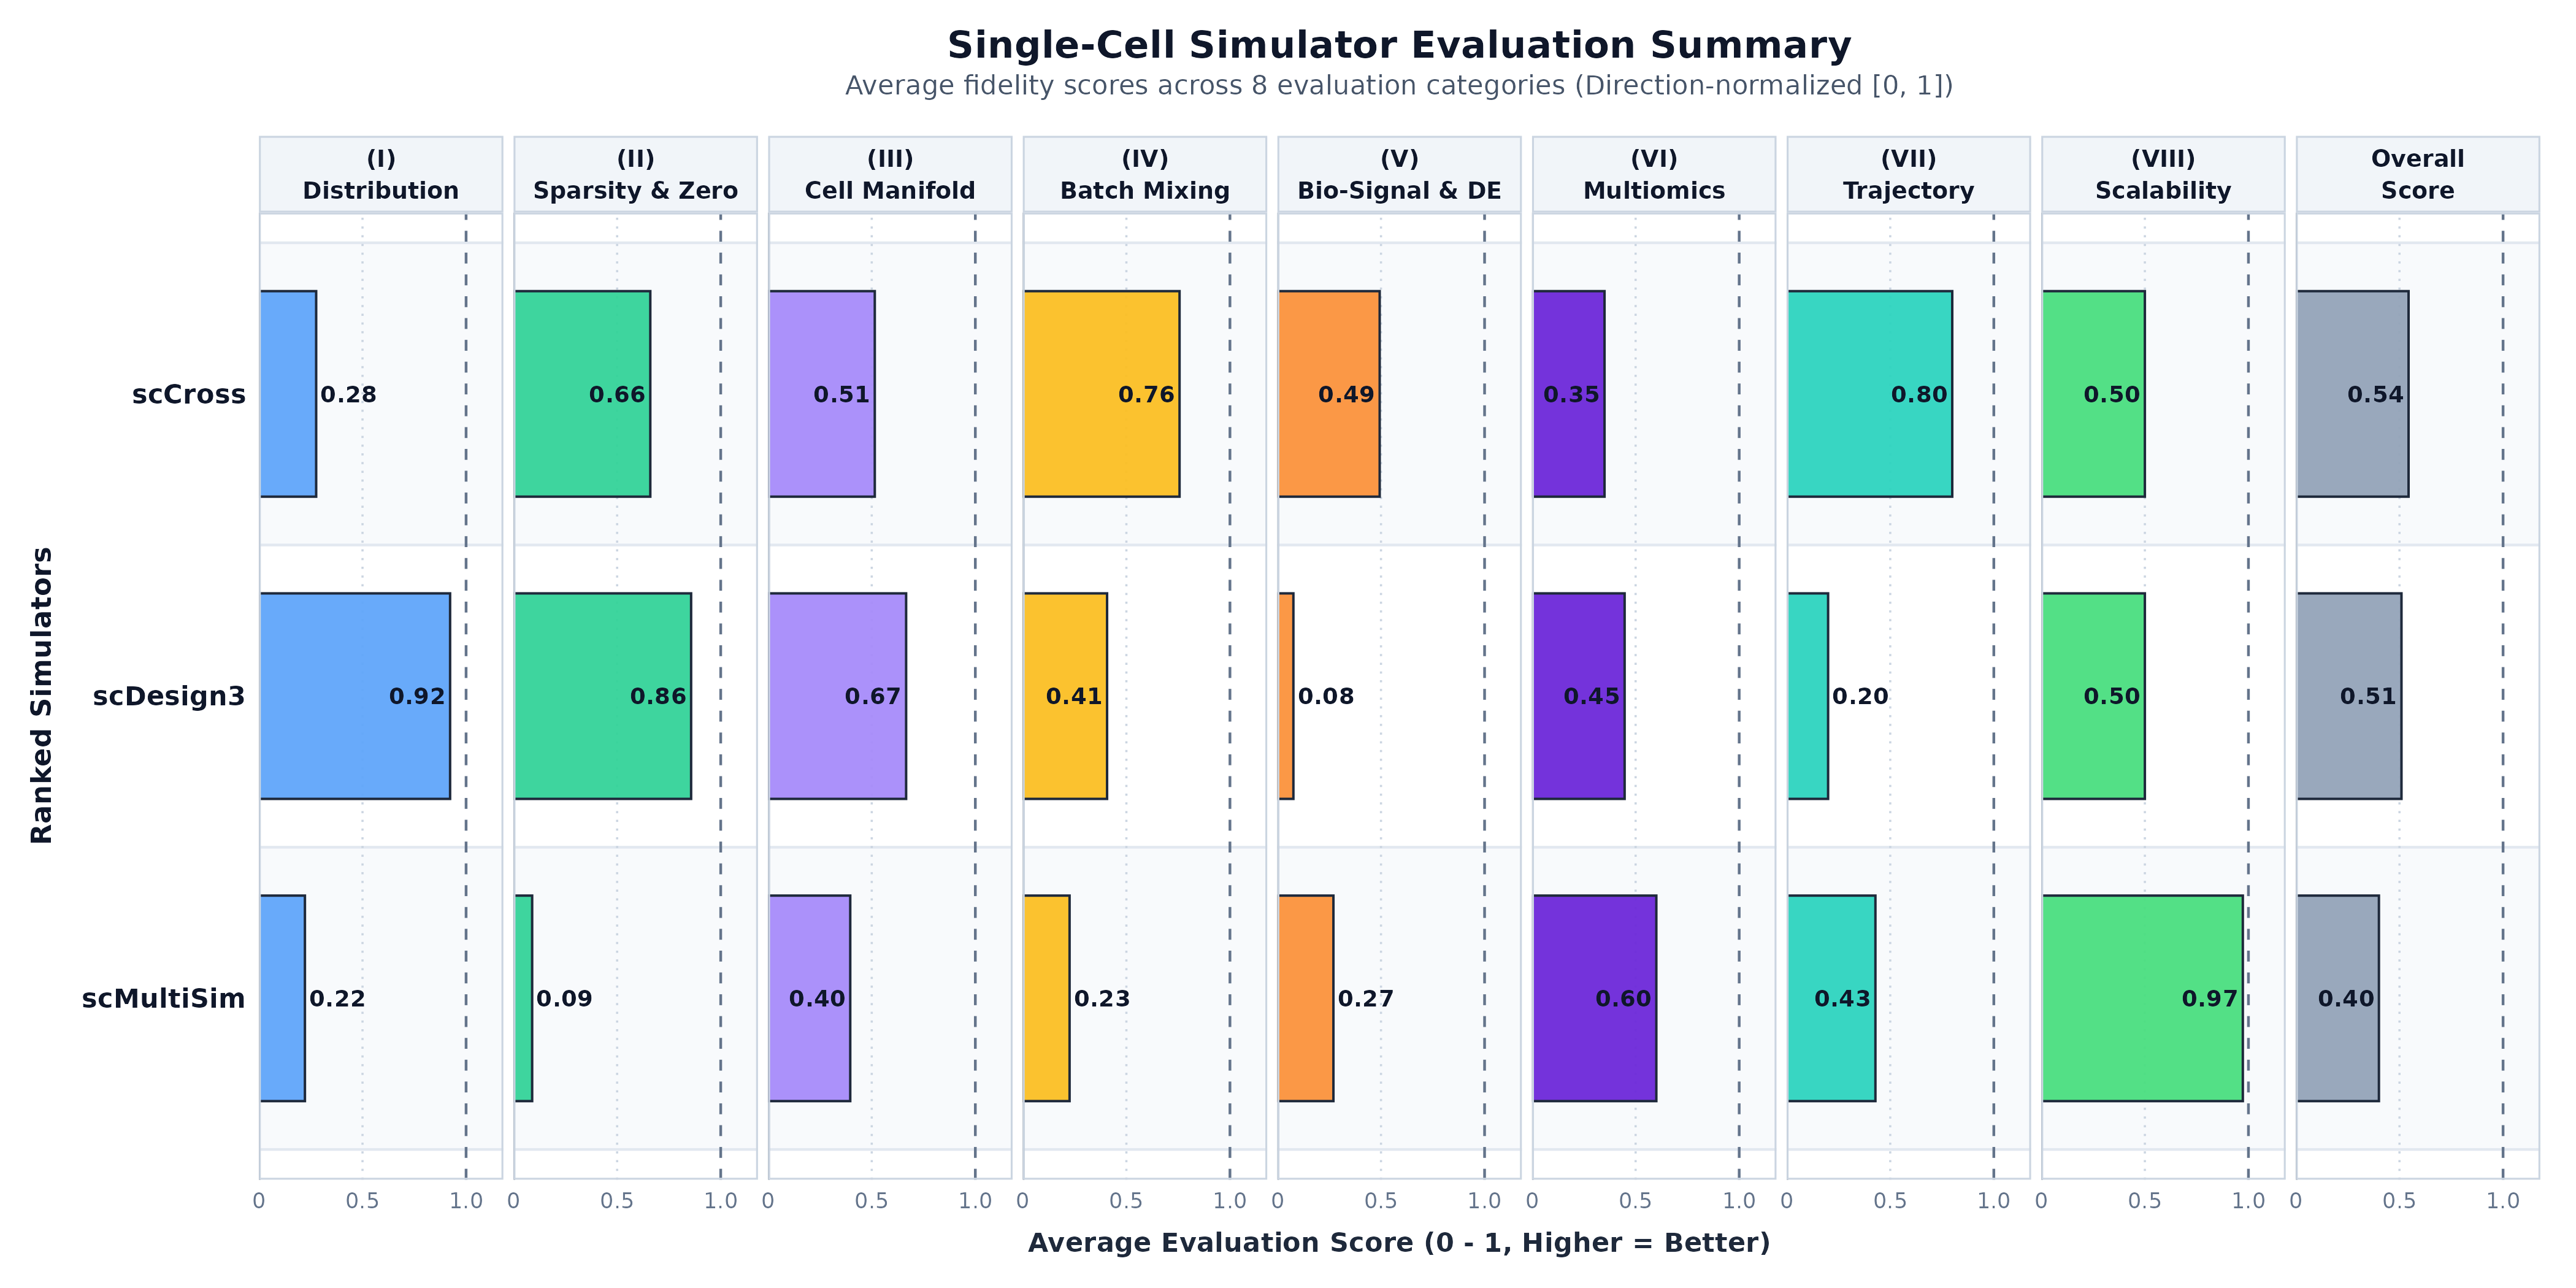 Single-Cell Simulator Evaluation Summary
Average fidelity scores across 8 evaluation categories (Direction-normalized [0, 1])
(I)
Distribution
(II)
Sparsity & Zero
(III)
Cell Manifold
(IV)
Batch Mixing
(V)
Bio-Signal & DE
(VI)
Multiomics
(VII)
Trajectory
(VIII)
Scalability
Overall
Score
Ranked Simulators
scCross
0.28
0.66
0.51
0.76
0.49
0.35
0.80
0.50
0.54
scDesign3
0.92
0.86
0.67
0.41
0.08
0.45
0.20
0.50
0.51
scMultiSim
0.22
0.09
0.40
0.23
0.27
0.60
0.43
0.97
0.40
0 0.5 1.0
0 0.5 1.0
0 0.5 1.0
0 0.5 1.0
0 0.5 1.0
0 0.5 1.0
0 0.5 1.0
0 0.5 1.0
0 0.5 1.0
Average Evaluation Score (0 - 1, Higher = Better)